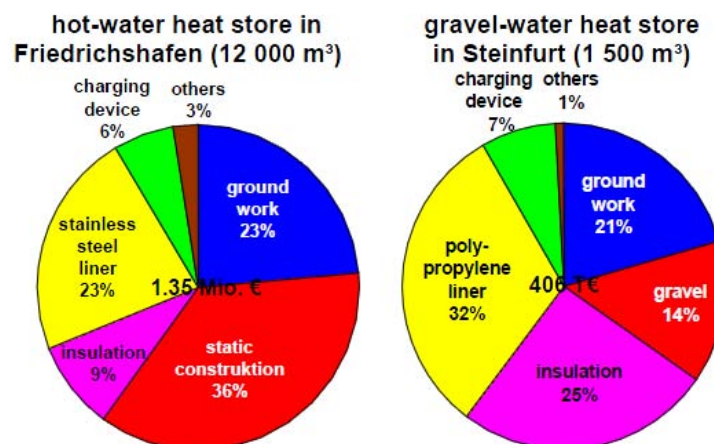 hot-water heat store in
Friedrichshafen (12 000 m³)
charging
device
6%
others
3%
ground
work
23%
stainless
steel
liner
23%
1.35 Mio. €
insulation
9%
static
construktion
36%
gravel-water heat store
in Steinfurt (1 500 m³)
charging
device
7%
others
1%
ground
work
21%
poly-
propylene
liner
32%
406 T€
gravel
14%
insulation
25%